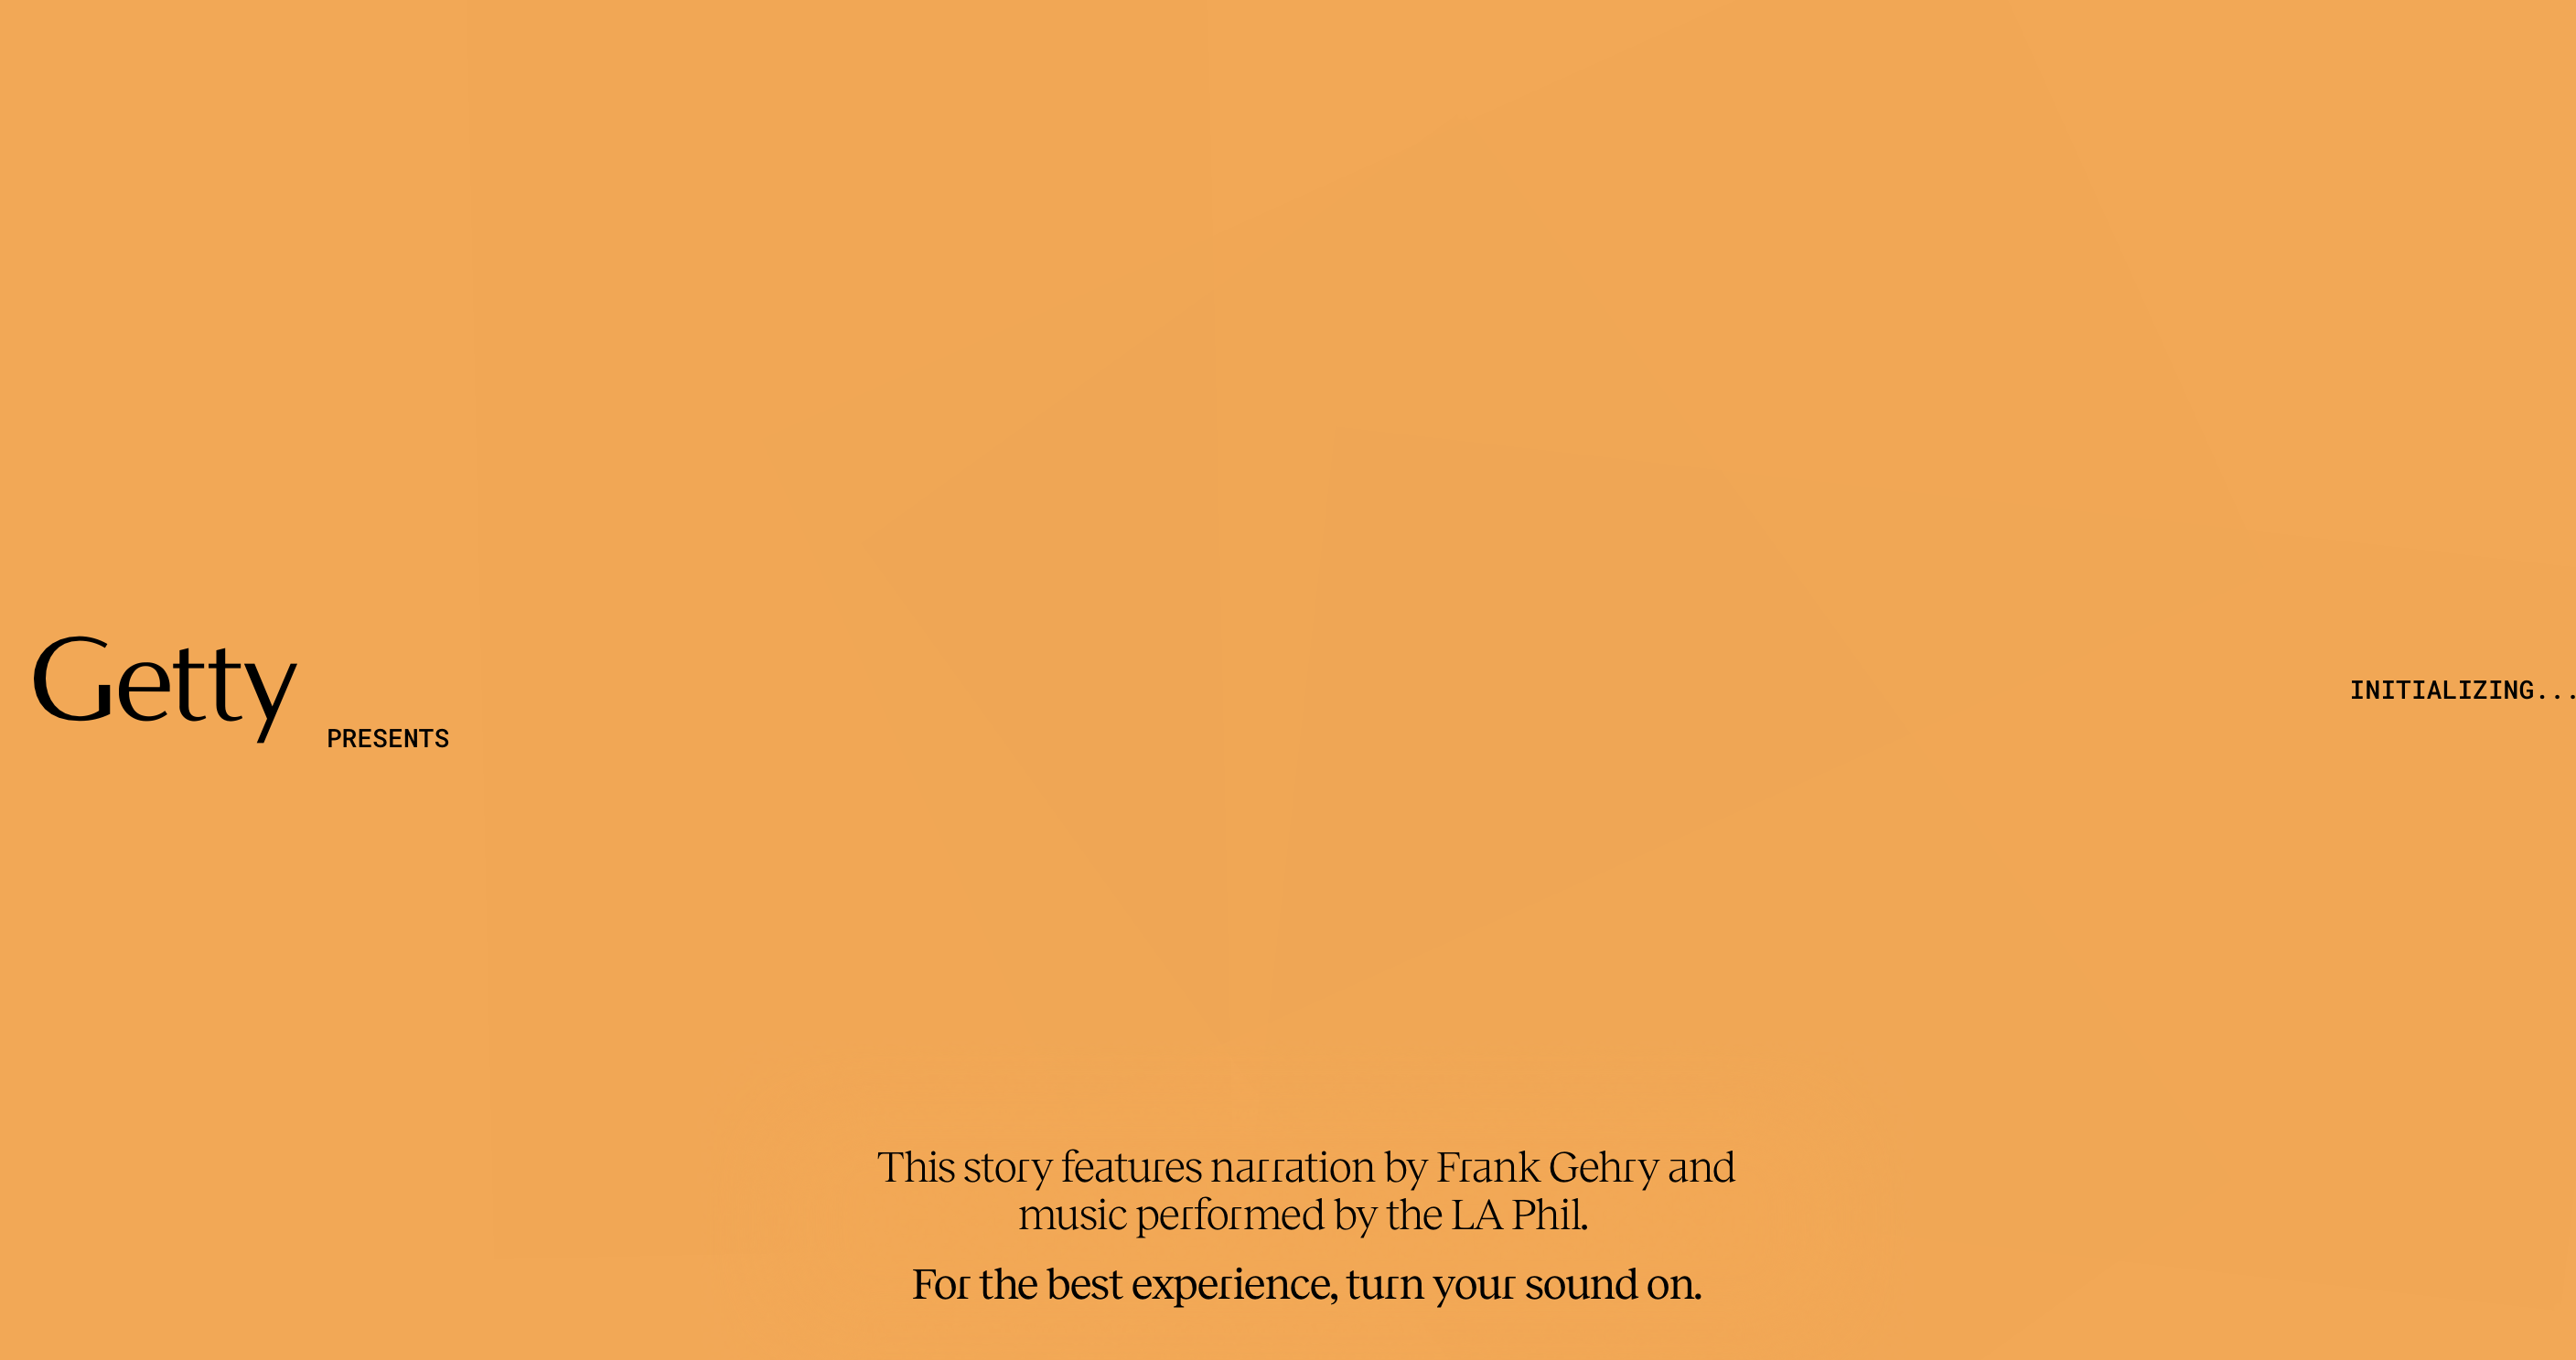 Getty
PRESENTS
INITIALIZING...
This story features narration by Frank Gehry and
music performed by the LA Phil.
For the best experience, turn your sound on.